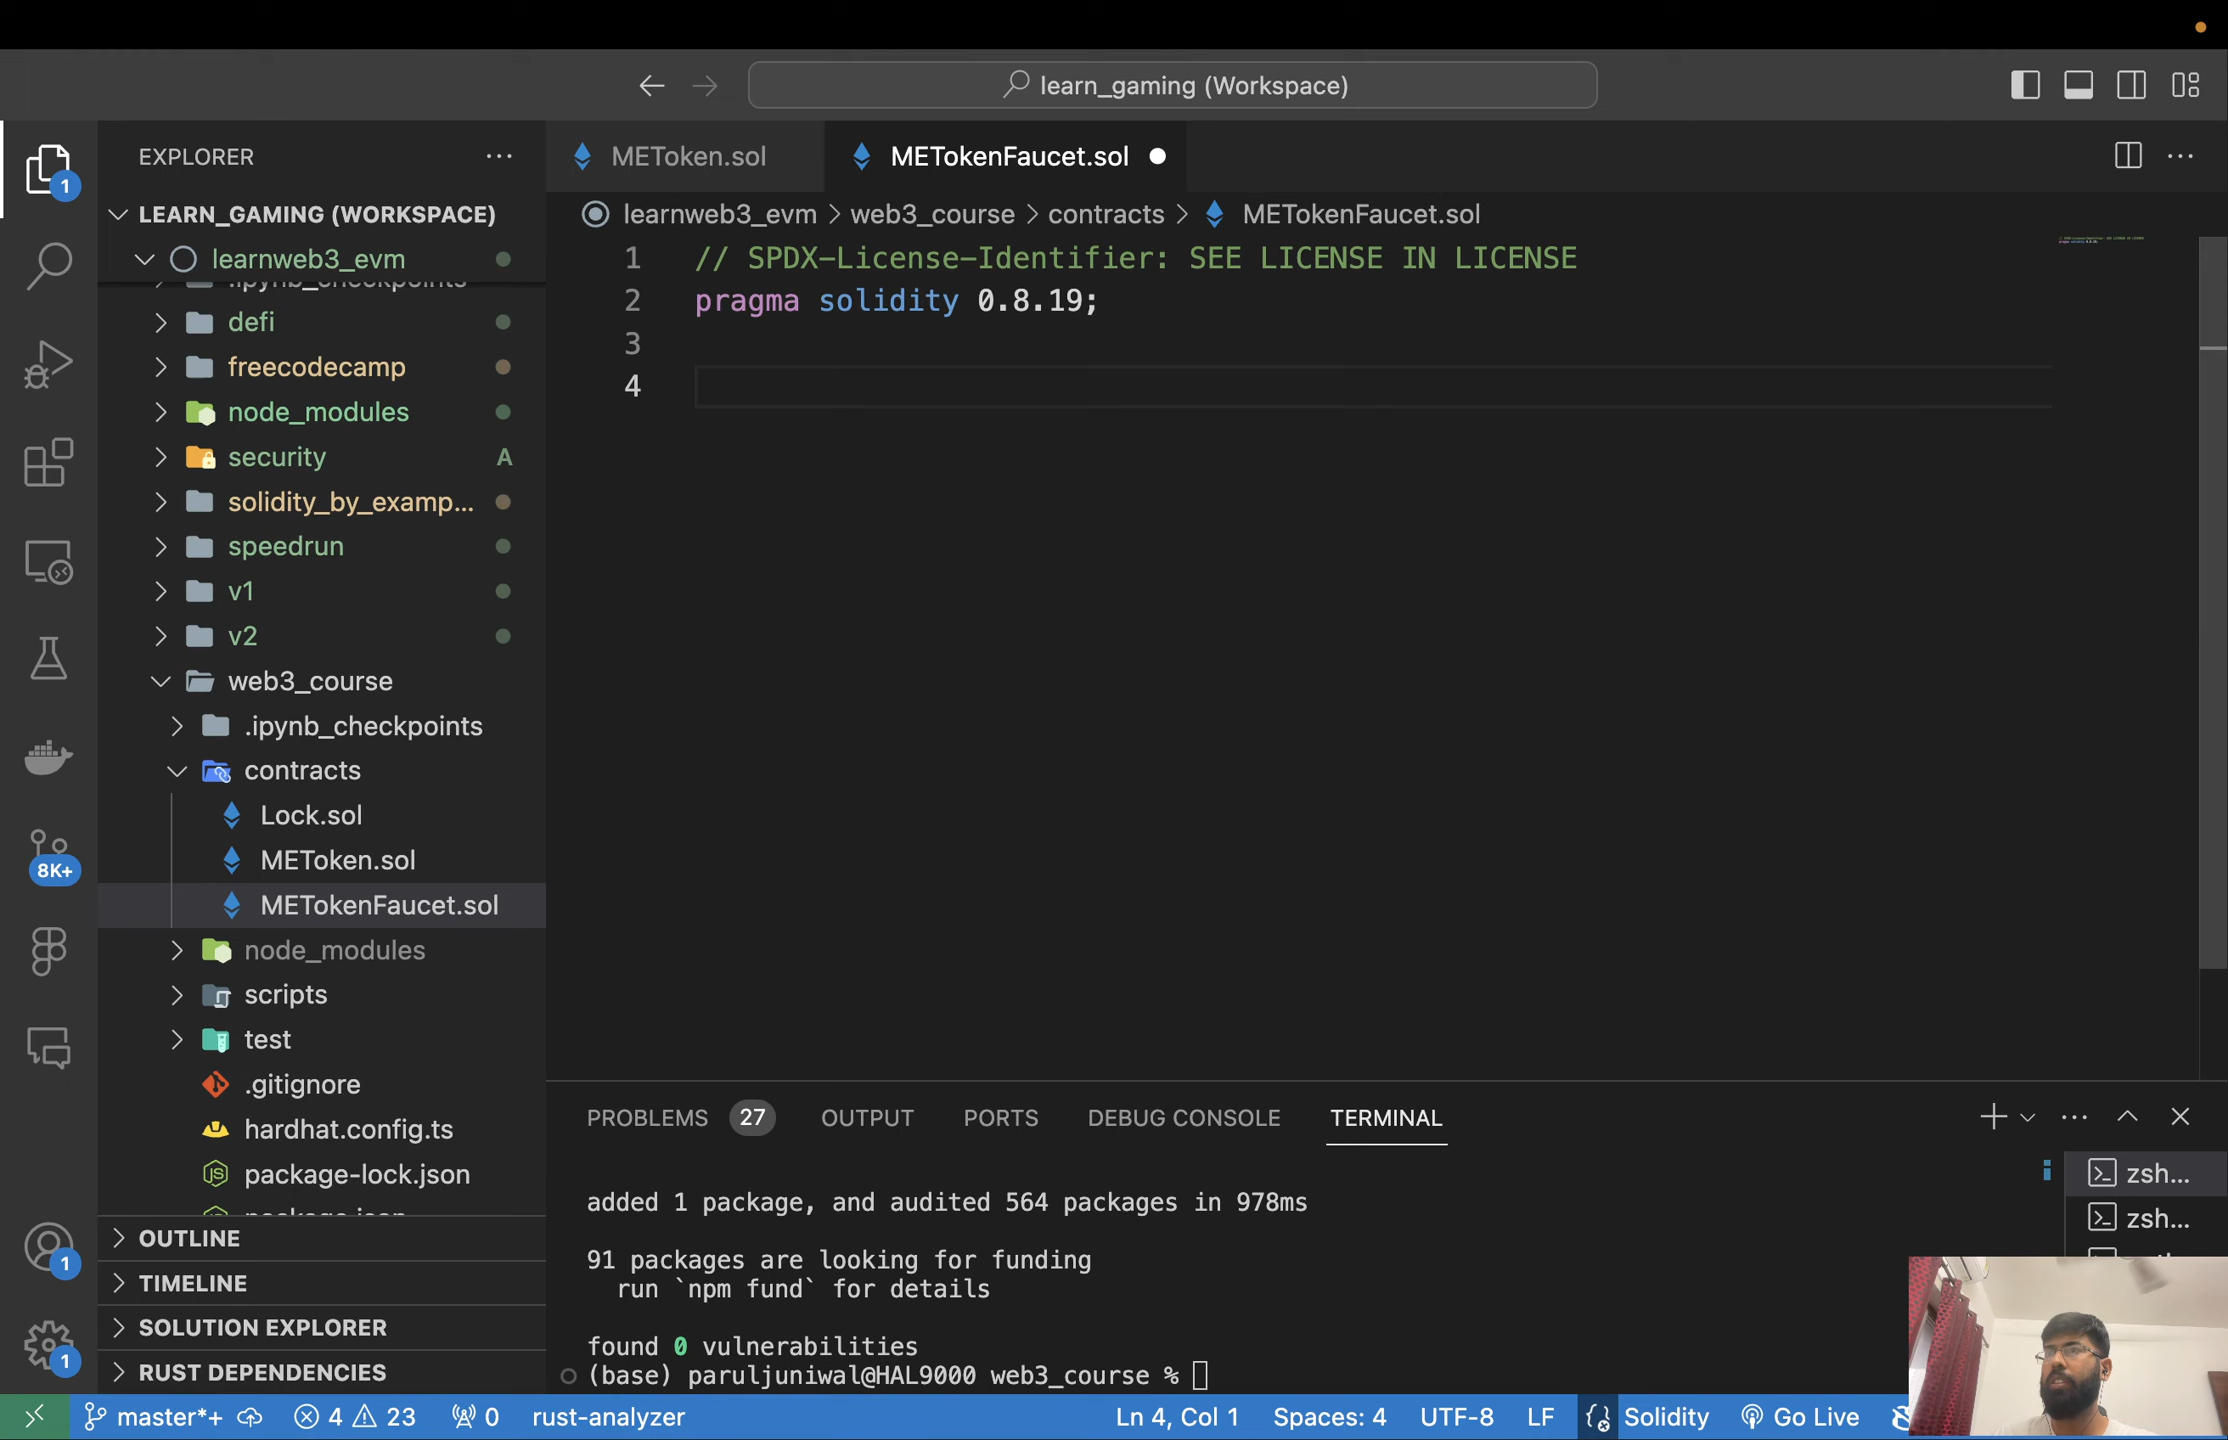 learn_gaming (Workspace)
EXPLORER
LEARN_GAMING (WORKSPACE)
learnweb3_evm
.ipynb_checkpoints
defi
freecodecamp
node_modules
security A
solidity_by_examp...
speedrun
v1
v2
web3_course
.ipynb_checkpoints
contracts
Lock.sol
METoken.sol
METokenFaucet.sol
node_modules
scripts
test
.gitignore
hardhat.config.ts
package-lock.json
package.json
OUTLINE
TIMELINE
SOLUTION EXPLORER
RUST DEPENDENCIES
1
8K+
1
1
METoken.sol METokenFaucet.sol
learnweb3_evm > web3_course > contracts > METokenFaucet.sol
1 // SPDX-License-Identifier: SEE LICENSE IN LICENSE
2 pragma solidity 0.8.19;
3
4
PROBLEMS 27 OUTPUT PORTS DEBUG CONSOLE TERMINAL
added 1 package, and audited 564 packages in 978ms
91 packages are looking for funding
run `npm fund` for details
found 0 vulnerabilities
(base) paruljuniwal@HAL9000 web3_course %
zsh...
zsh...
master*+ 4 23 0 rust-analyzer Ln 4, Col 1 Spaces: 4 UTF-8 LF Solidity Go Live